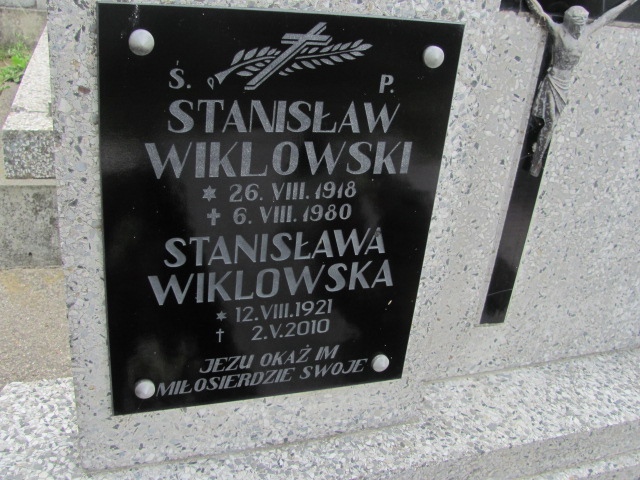 Ś. P.
STANISŁAW
WIKLOWSKI
* 26. VIII. 1918
✝ 6. VIII. 1980
STANISŁAWA
WIKLOWSKA
* 12. VIII. 1921
✝ 2. V. 2010
JEZU OKAŻ IM
MIŁOSIERDZIE SWOJE